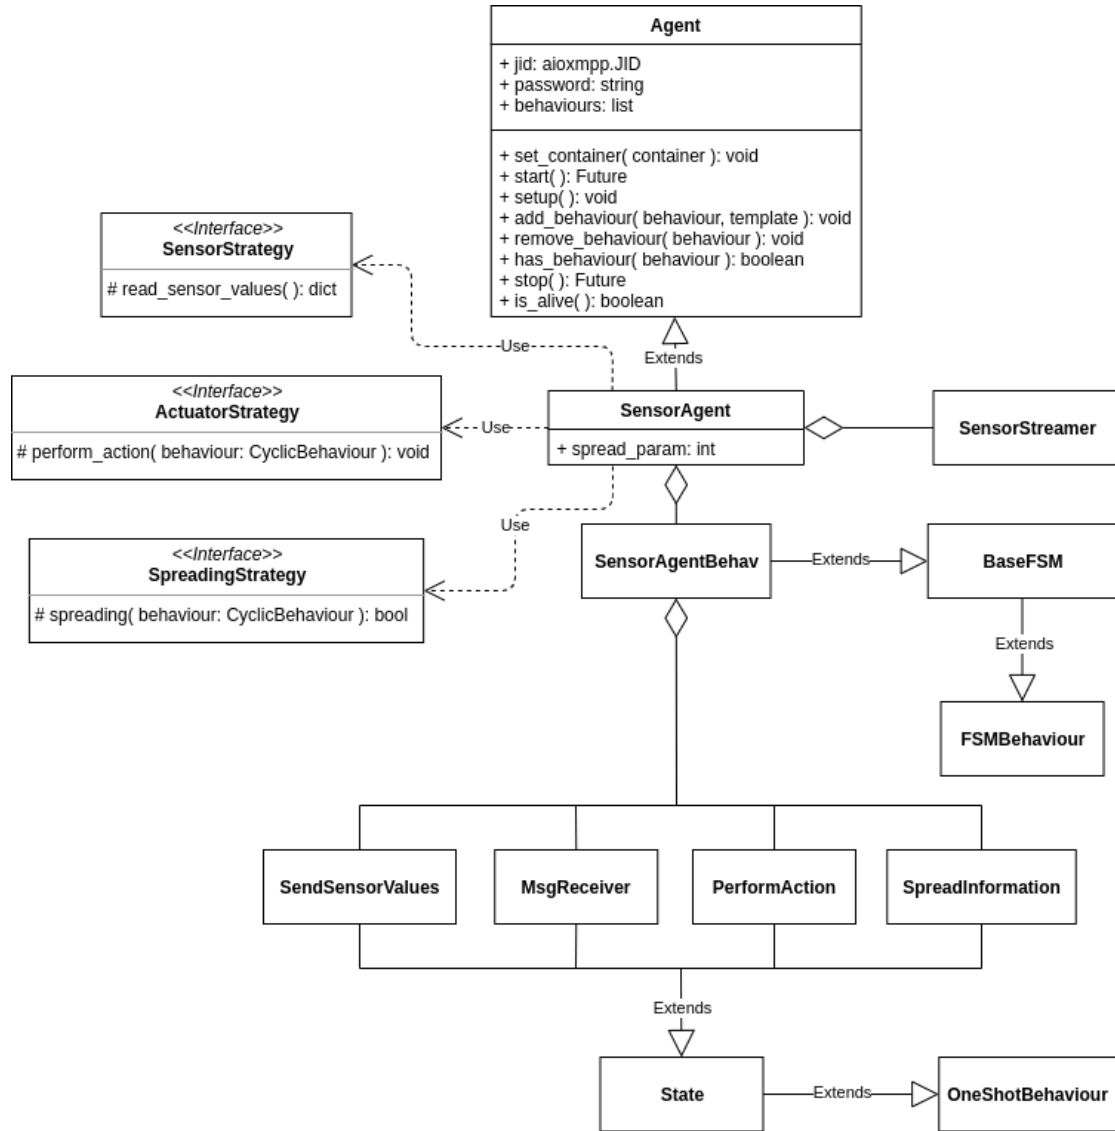 Agent
+ jid: aioxmpp.JID
+ password: string
+ behaviours: list
+ set_container( container ): void
+ start( ): Future
+ setup( ): void
+ add_behaviour( behaviour, template ): void
+ remove_behaviour( behaviour ): void
+ has_behaviour( behaviour ): boolean
+ stop( ): Future
+ is_alive( ): boolean
<<Interface>>
SensorStrategy
# read_sensor_values( ): dict
Use
Extends
<<Interface>>
ActuatorStrategy
# perform_action( behaviour: CyclicBehaviour ): void
Use
SensorAgent
+ spread_param: int
SensorStreamer
Use
<<Interface>>
SpreadingStrategy
# spreading( behaviour: CyclicBehaviour ): bool
SensorAgentBehav
Extends
BaseFSM
Extends
FSMBehaviour
SendSensorValues
MsgReceiver
PerformAction
SpreadInformation
Extends
State
Extends
OneShotBehaviour